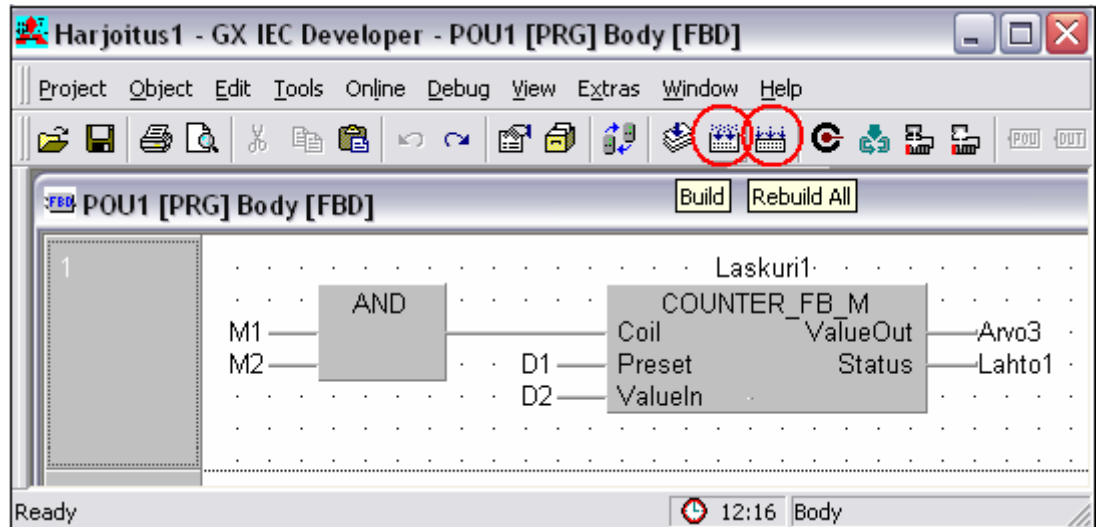 Harjoitus1 - GX IEC Developer - POU1 [PRG] Body [FBD]
Project Object Edit Tools Online Debug View Extras Window Help
POU DUT
Build Rebuild All
FBD POU1 [PRG] Body [FBD]
1
Laskuri1
AND COUNTER_FB_M
M1 Coil ValueOut Arvo3
M2 D1 Preset Status Lahto1
D2 ValueIn
Ready 12:16 Body